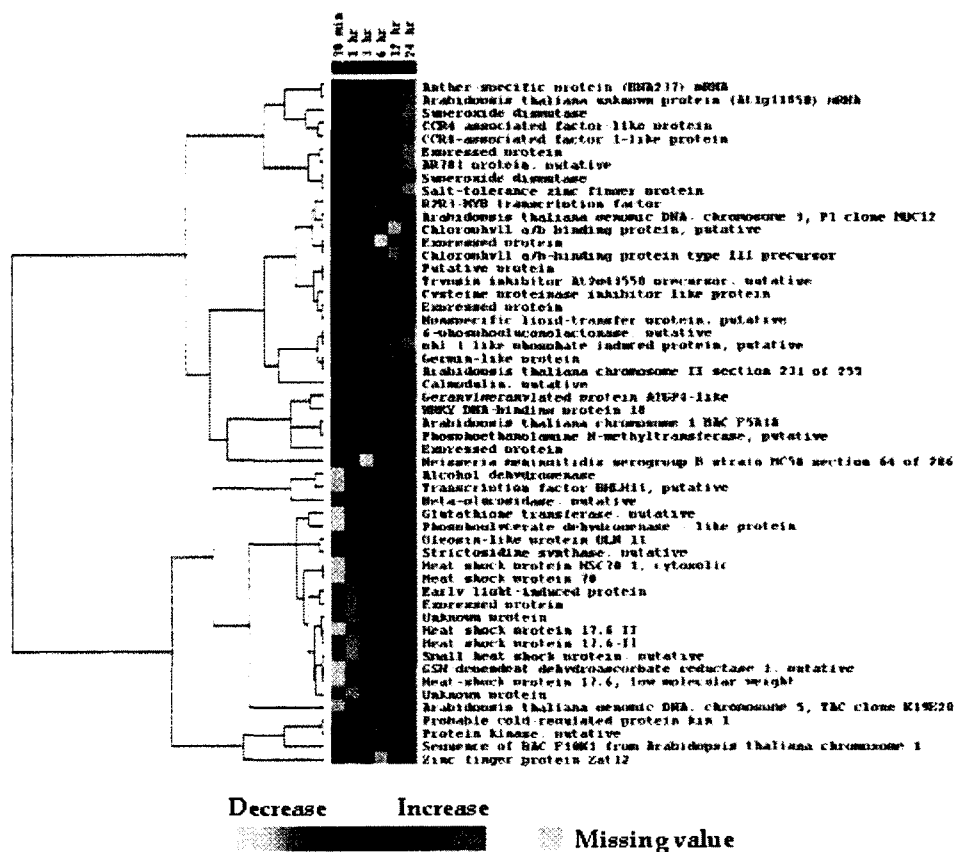 30 min
1 hr
3 hr
6 hr
12 hr
24 hr
Anther specific protein (BNA237) mRNA
Arabidopsis thaliana unknown protein mRNA
Superoxide dismutase
CCR4 associated factor like protein
CCR4-associated factor 1-like protein
Expressed protein
protein, putative
Superoxide dismutase
Salt-tolerance zinc finger protein
R2R3-MYB transcription factor
Arabidopsis thaliana genomic DNA, chromosome 3, P1 clone
Chlorophyll a/b binding protein, putative
Expressed protein
Chlorophyll a/b-binding protein type III precursor
Putative protein
Trypsin inhibitor precursor, putative
Cysteine proteinase inhibitor like protein
Expressed protein
Nonspecific lipid-transfer protein, putative
6-phosphogluconolactonase, putative
phi 1 like phosphate induced protein, putative
Germin-like protein
Arabidopsis thaliana chromosome II section 231 of 255
Calmodulin, putative
Geranylgeranylated protein ATGP4-like
WRKY DNA-binding protein 18
Arabidopsis thaliana chromosome 1 BAC
Phosphoethanolamine N-methyltransferase, putative
Expressed protein
Neisseria meningitidis serogroup B strain MC58 section 64 of 206
Alcohol dehydrogenase
Transcription factor, putative
Beta-glucosidase, putative
Glutathione transferase, putative
Phosphoglycerate dehydrogenase - like protein
Oleosin-like protein
Strictosidine synthase, putative
Heat shock protein HSC70 1, cytosolic
Heat shock protein 70
Early light-induced protein
Expressed protein
Unknown protein
Heat shock protein 17.6 II
Heat shock protein 17.6-II
Small heat shock protein, putative
GSH dependent dehydroascorbate reductase 1, putative
Heat-shock protein 17.6, low molecular weight
Unknown protein
Arabidopsis thaliana genomic DNA, chromosome 5, TAC clone K19E20
Probable cold-regulated protein kin 1
Protein kinase, putative
Sequence of BAC F10K1 from Arabidopsis thaliana chromosome 1
Zinc finger protein Zat12
Decrease Increase
Missing value